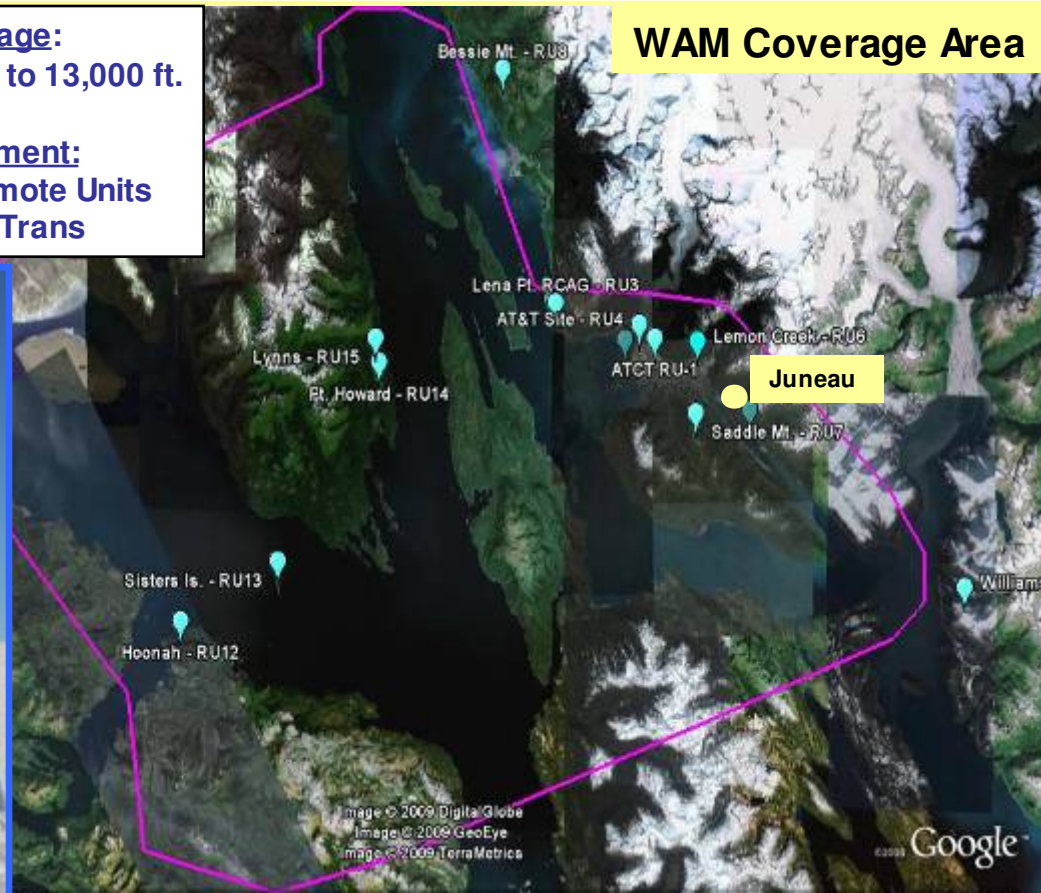 age:
to 13,000 ft.
ment:
mote Units
Trans
WAM Coverage Area
Bessie Mt. - RU8
Lena Pt. RCAG - RU3
AT&T Site - RU4
Lemon Creek - RU6
ATCT RU-1
Lynns - RU15
Pt. Howard - RU14
Juneau
Saddle Mt. - RU7
Sisters Is. - RU13
Williams
Hoonah - RU12
Image © 2009 DigitalGlobe
Image © 2009 GeoEye
Image © 2009 TerraMetrics
Google